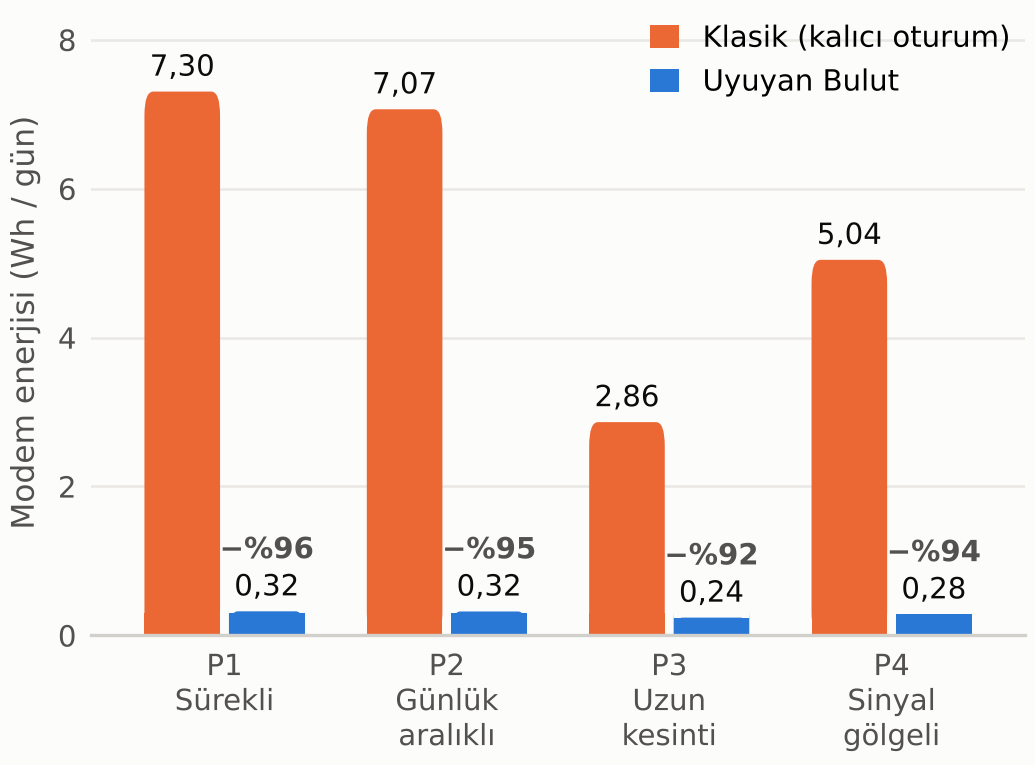 Klasik (kalıcı oturum)
Uyuyan Bulut
Modem enerjisi (Wh / gün)
8
6
4
2
0
7,30
7,07
2,86
5,04
−%96
−%95
−%92
−%94
0,32
0,32
0,24
0,28
P1
Sürekli
P2
Günlük
aralıklı
P3
Uzun
kesinti
P4
Sinyal
gölgeli